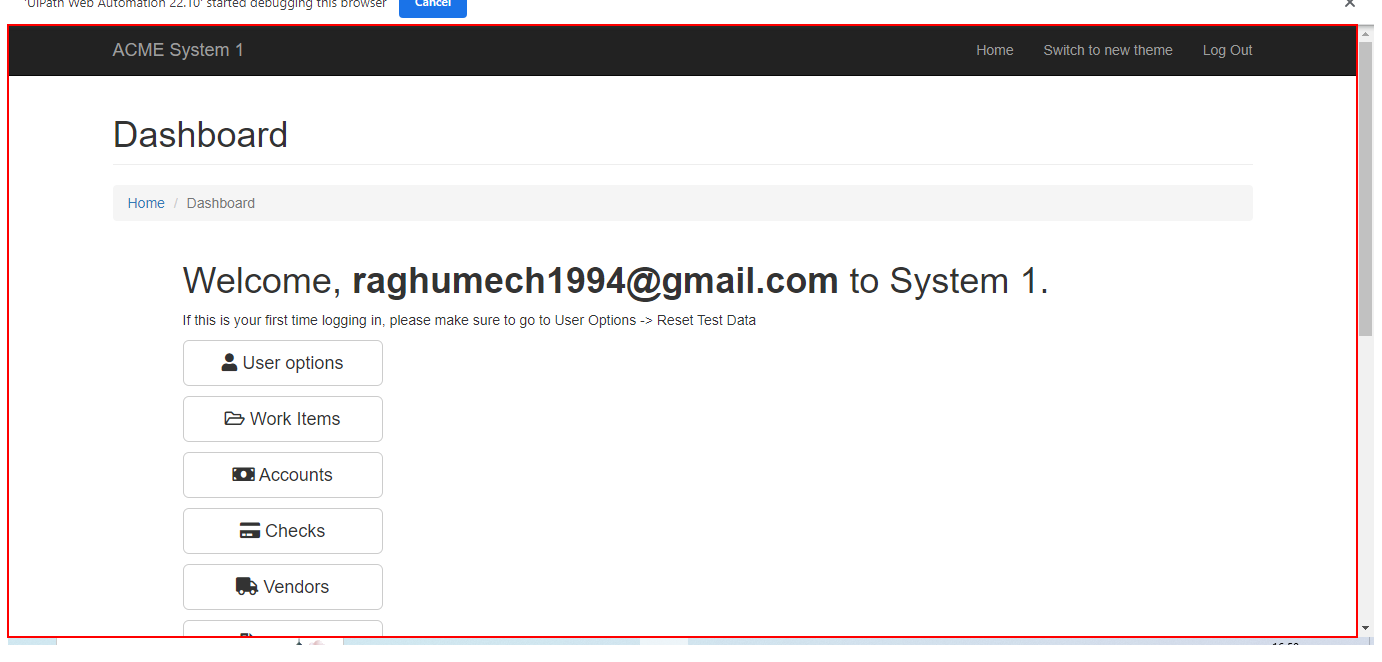 'UiPath Web Automation 22.10' started debugging this browser Cancel
ACME System 1 Home Switch to new theme Log Out
Dashboard
Home / Dashboard
Welcome, raghumech1994@gmail.com to System 1.
If this is your first time logging in, please make sure to go to User Options -> Reset Test Data
User options
Work Items
Accounts
Checks
Vendors